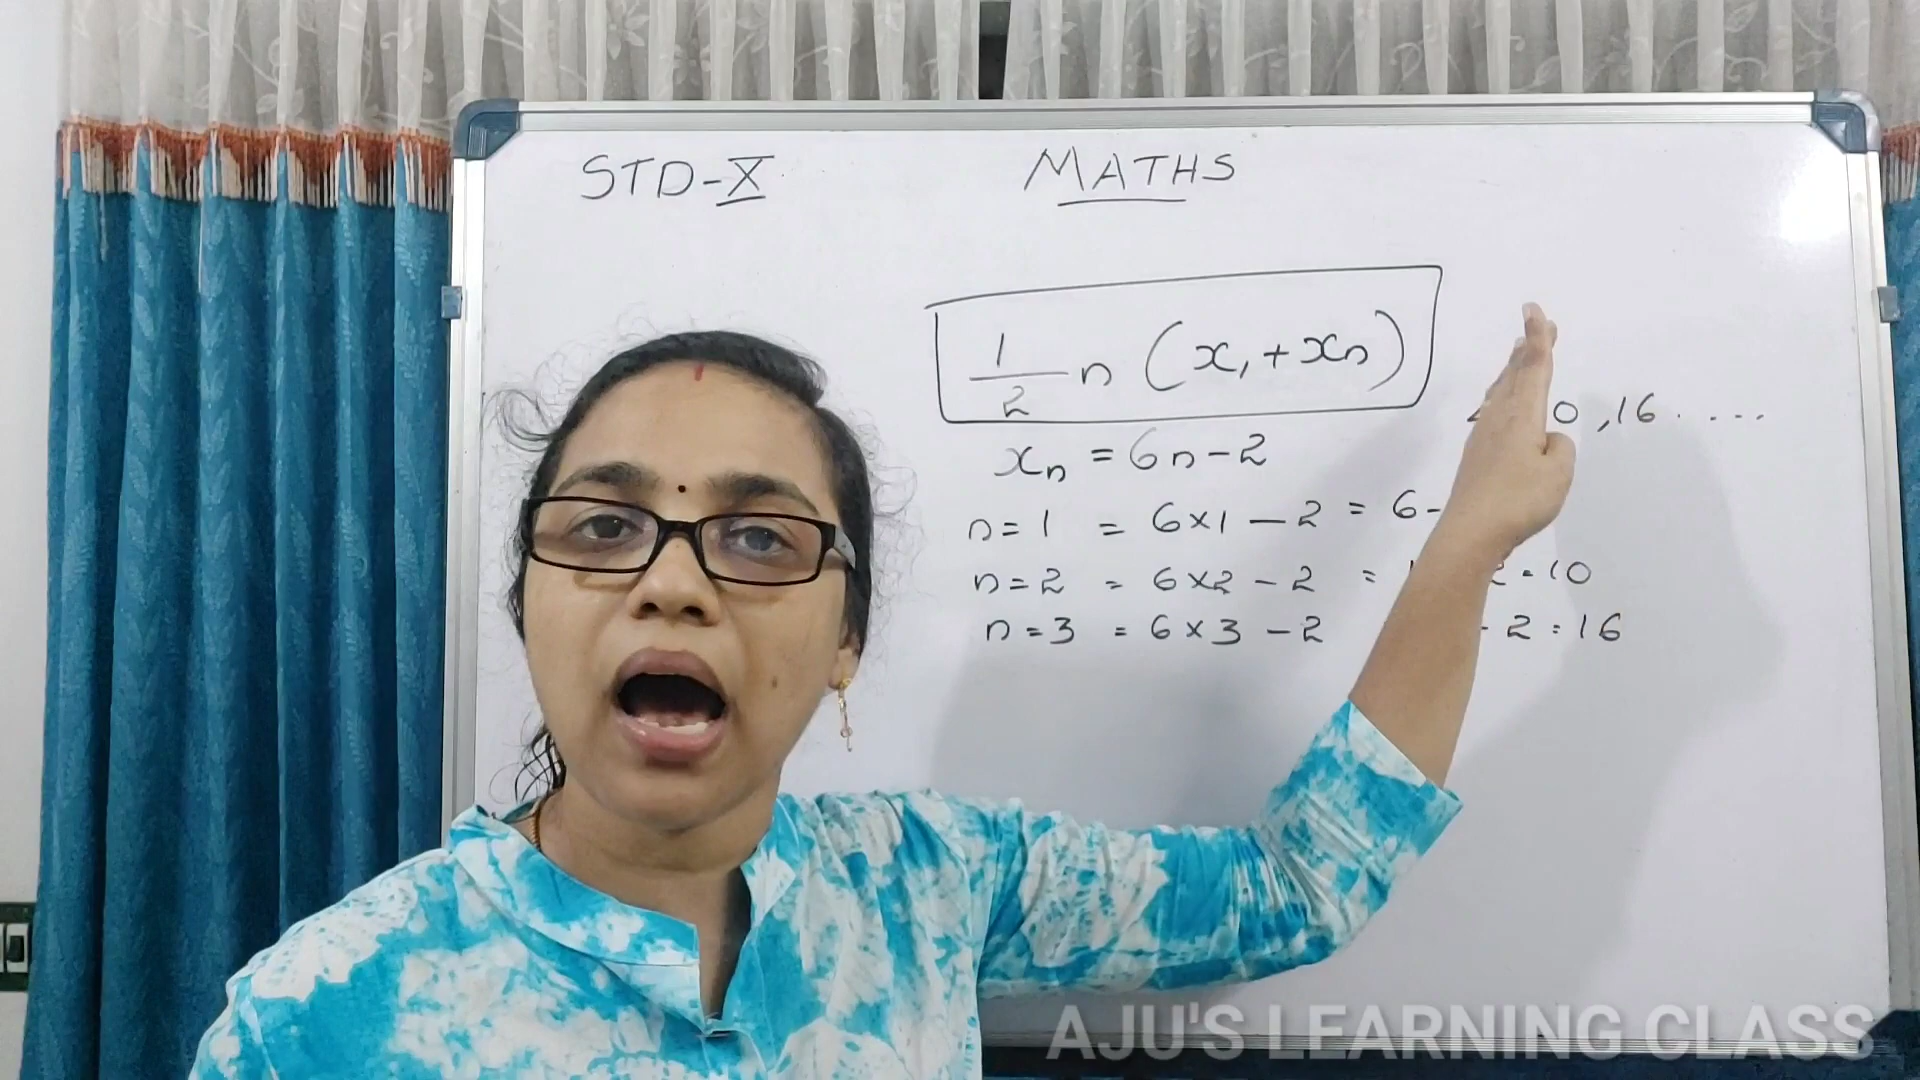 STD-X
MATHS
1/2 n (x₁ + xₙ)
0, 16 . ...
xₙ = 6n - 2
n = 1 = 6×1 - 2 = 6 -
n = 2 = 6×2 - 2 = 2 = 10
n = 3 = 6×3 - 2 - 2 = 16
AJU'S LEARNING CLASS